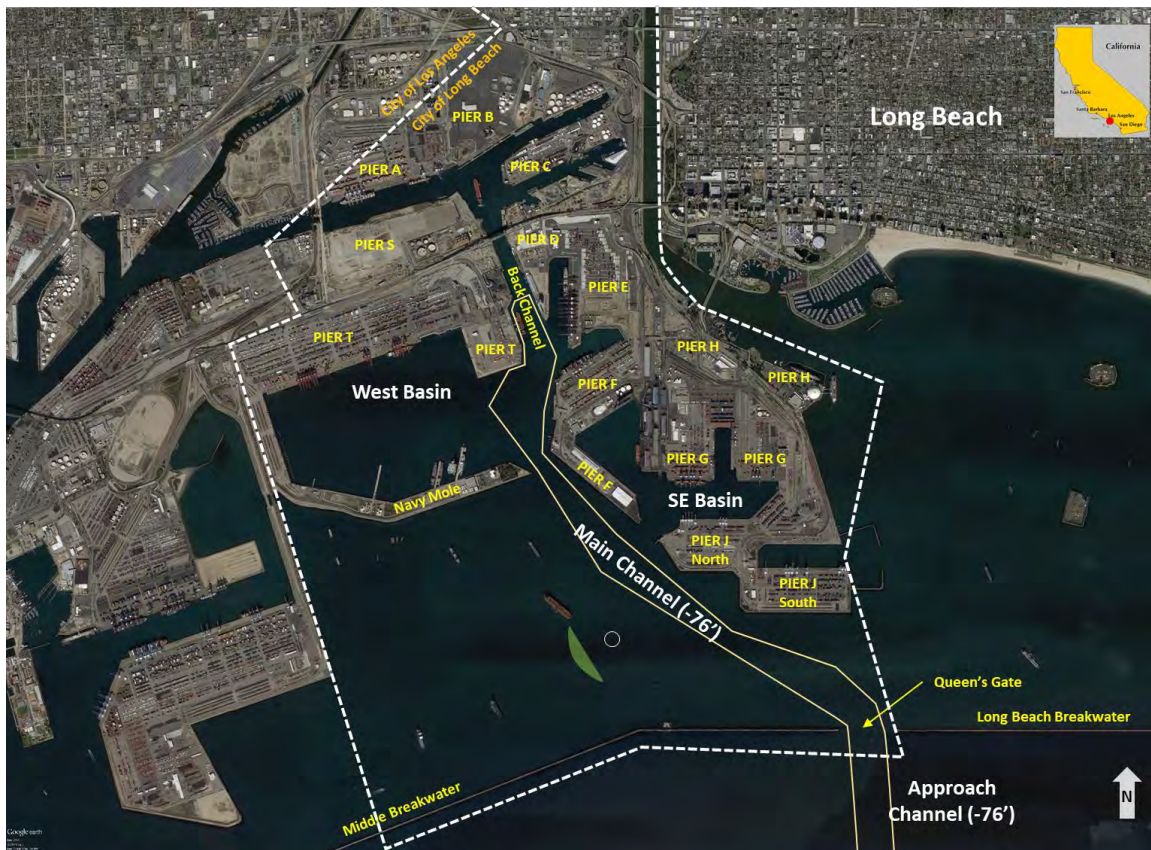 California
San Francisco
Santa Barbara
Los Angeles
San Diego
City of Los Angeles
City of Long Beach
PIER B
Long Beach
PIER A
PIER C
PIER S
PIER D
Back Channel
PIER E
PIER T
PIER T
PIER H
PIER H
West Basin
PIER F
PIER G
PIER G
PIER F
Navy Mole
SE Basin
PIER J
North
Main Channel (-76')
PIER J
South
Queen's Gate
Long Beach Breakwater
Middle Breakwater
Approach
Channel (-76')
N
Google earth